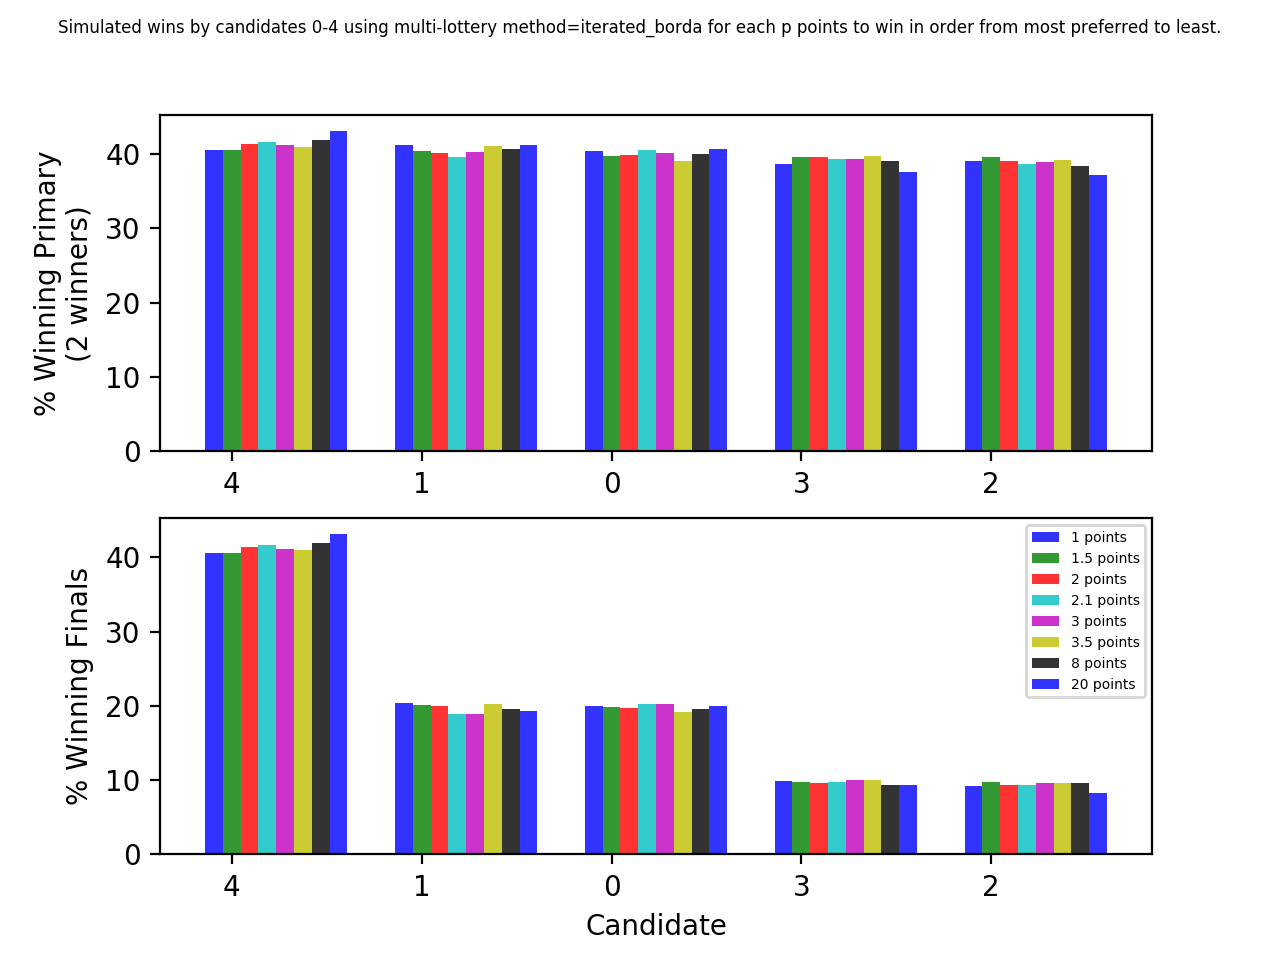 Simulated wins by candidates 0-4 using multi-lottery method=iterated_borda for each p points to win in order from most preferred to least.
% Winning Primary
(2 winners)
40
30
20
10
0
4 1 0 3 2
% Winning Finals
40
30
20
10
0
1 points
1.5 points
2 points
2.1 points
3 points
3.5 points
8 points
20 points
4 1 0 3 2
Candidate